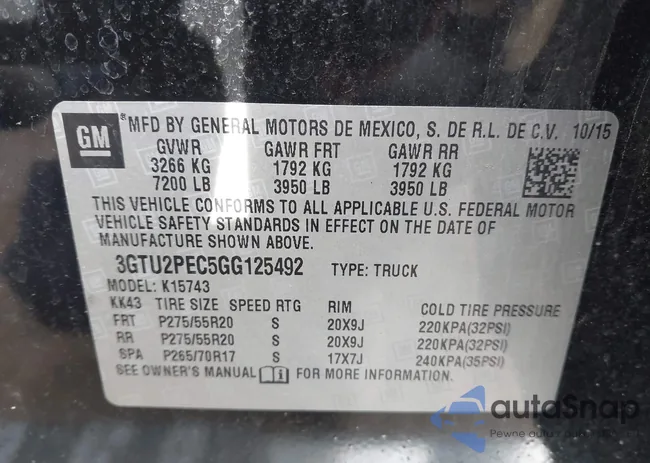 GM
® MFD BY GENERAL MOTORS DE MEXICO, S. DE R.L. DE C.V. 10/15
GVWR GAWR FRT GAWR RR
3266 KG 1792 KG 1792 KG
7200 LB 3950 LB 3950 LB
THIS VEHICLE CONFORMS TO ALL APPLICABLE U.S. FEDERAL MOTOR
VEHICLE SAFETY STANDARDS IN EFFECT ON THE DATE OF
MANUFACTURE SHOWN ABOVE.
3GTU2PEC5GG125492 TYPE: TRUCK
MODEL: K15743
KK43 TIRE SIZE SPEED RTG RIM COLD TIRE PRESSURE
FRT P275/55R20 S 20X9J 220KPA(32PSI)
RR P275/55R20 S 20X9J 220KPA(32PSI)
SPA P265/70R17 S 17X7J 240KPA(35PSI)
SEE OWNER'S MANUAL FOR MORE INFORMATION.
autaSnap
Pewne auta z